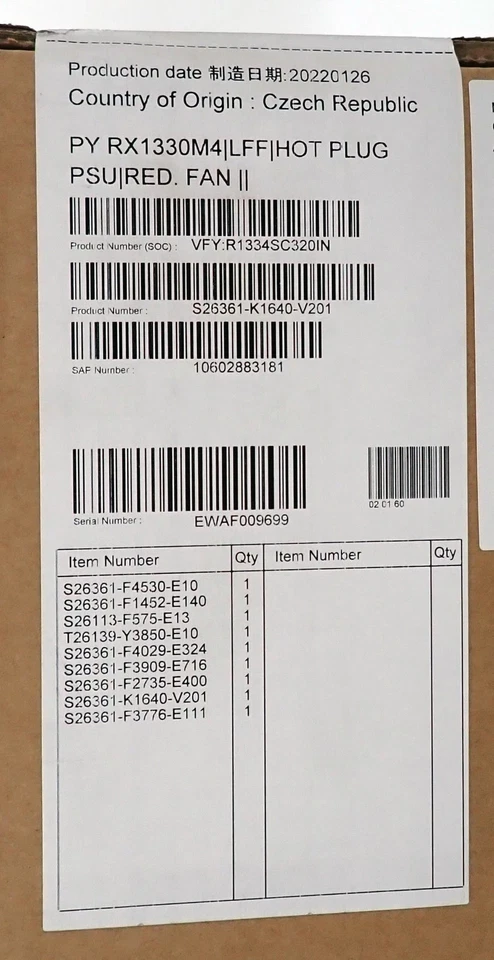 Production date 制造日期:20220126
Country of Origin : Czech Republic
PY RX1330M4|LFF|HOT PLUG
PSU|RED. FAN ||
Product Number (SOC) : VFY:R1334SC320IN
Product Number : S26361-K1640-V201
SAP Number : 10602883181
Serial Number : EWAF009699
02 01 60
Item Number Qty Item Number Qty
S26361-F4530-E10 1
S26361-F1452-E140 1
S26113-F575-E13 1
T26139-Y3850-E10 1
S26361-F4029-E324 1
S26361-F3909-E716 1
S26361-F2735-E400 1
S26361-K1640-V201 1
S26361-F3776-E111 1